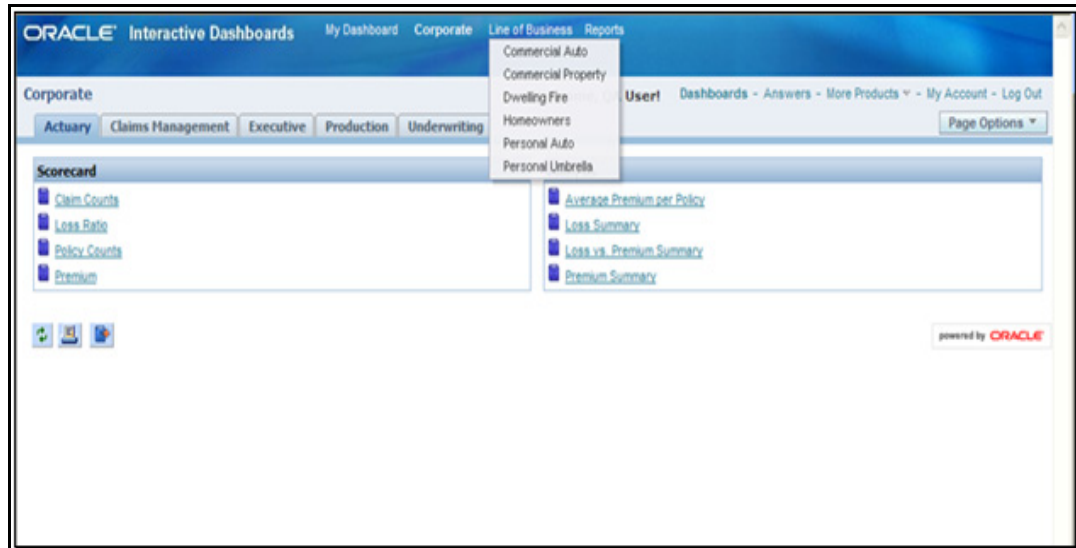 ORACLE Interactive Dashboards My Dashboard Corporate Line of Business Reports
Commercial Auto
Commercial Property
Dwelling Fire
Homeowners
Personal Auto
Personal Umbrella
Corporate User! Dashboards - Answers - More Products - My Account - Log Out
Actuary Claims Management Executive Production Underwriting Page Options
Scorecard
Claim Counts
Loss Ratio
Policy Counts
Premium
Average Premium per Policy
Loss Summary
Loss vs. Premium Summary
Premium Summary
powered by ORACLE